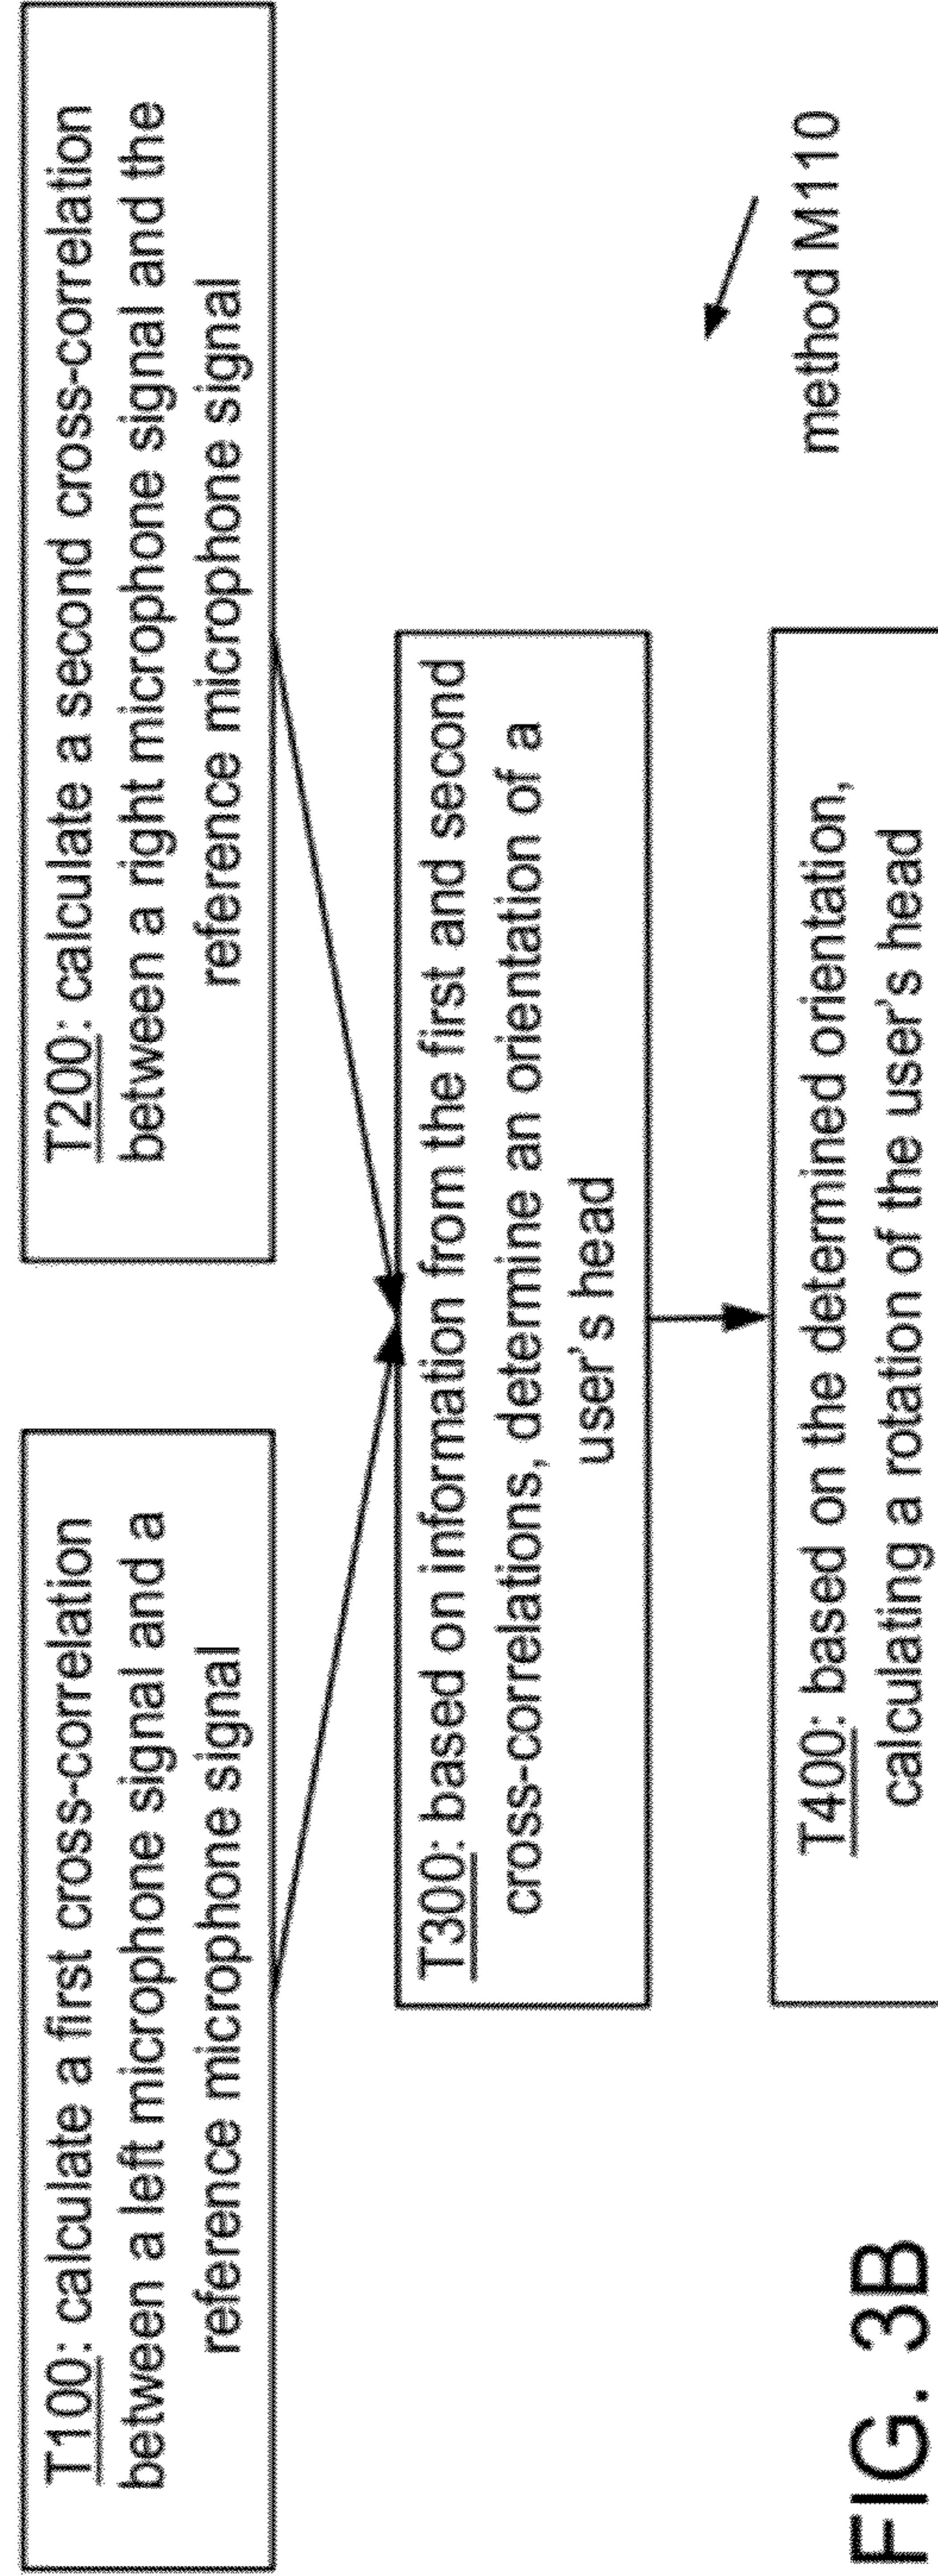 T100: calculate a first cross-correlation
between a left microphone signal and a
reference microphone signal
T200: calculate a second cross-correlation
between a right microphone signal and the
reference microphone signal
T300: based on information from the first and second
cross-correlations, determine an orientation of a
user's head
T400: based on the determined orientation,
calculating a rotation of the user's head
method M110
FIG. 3B